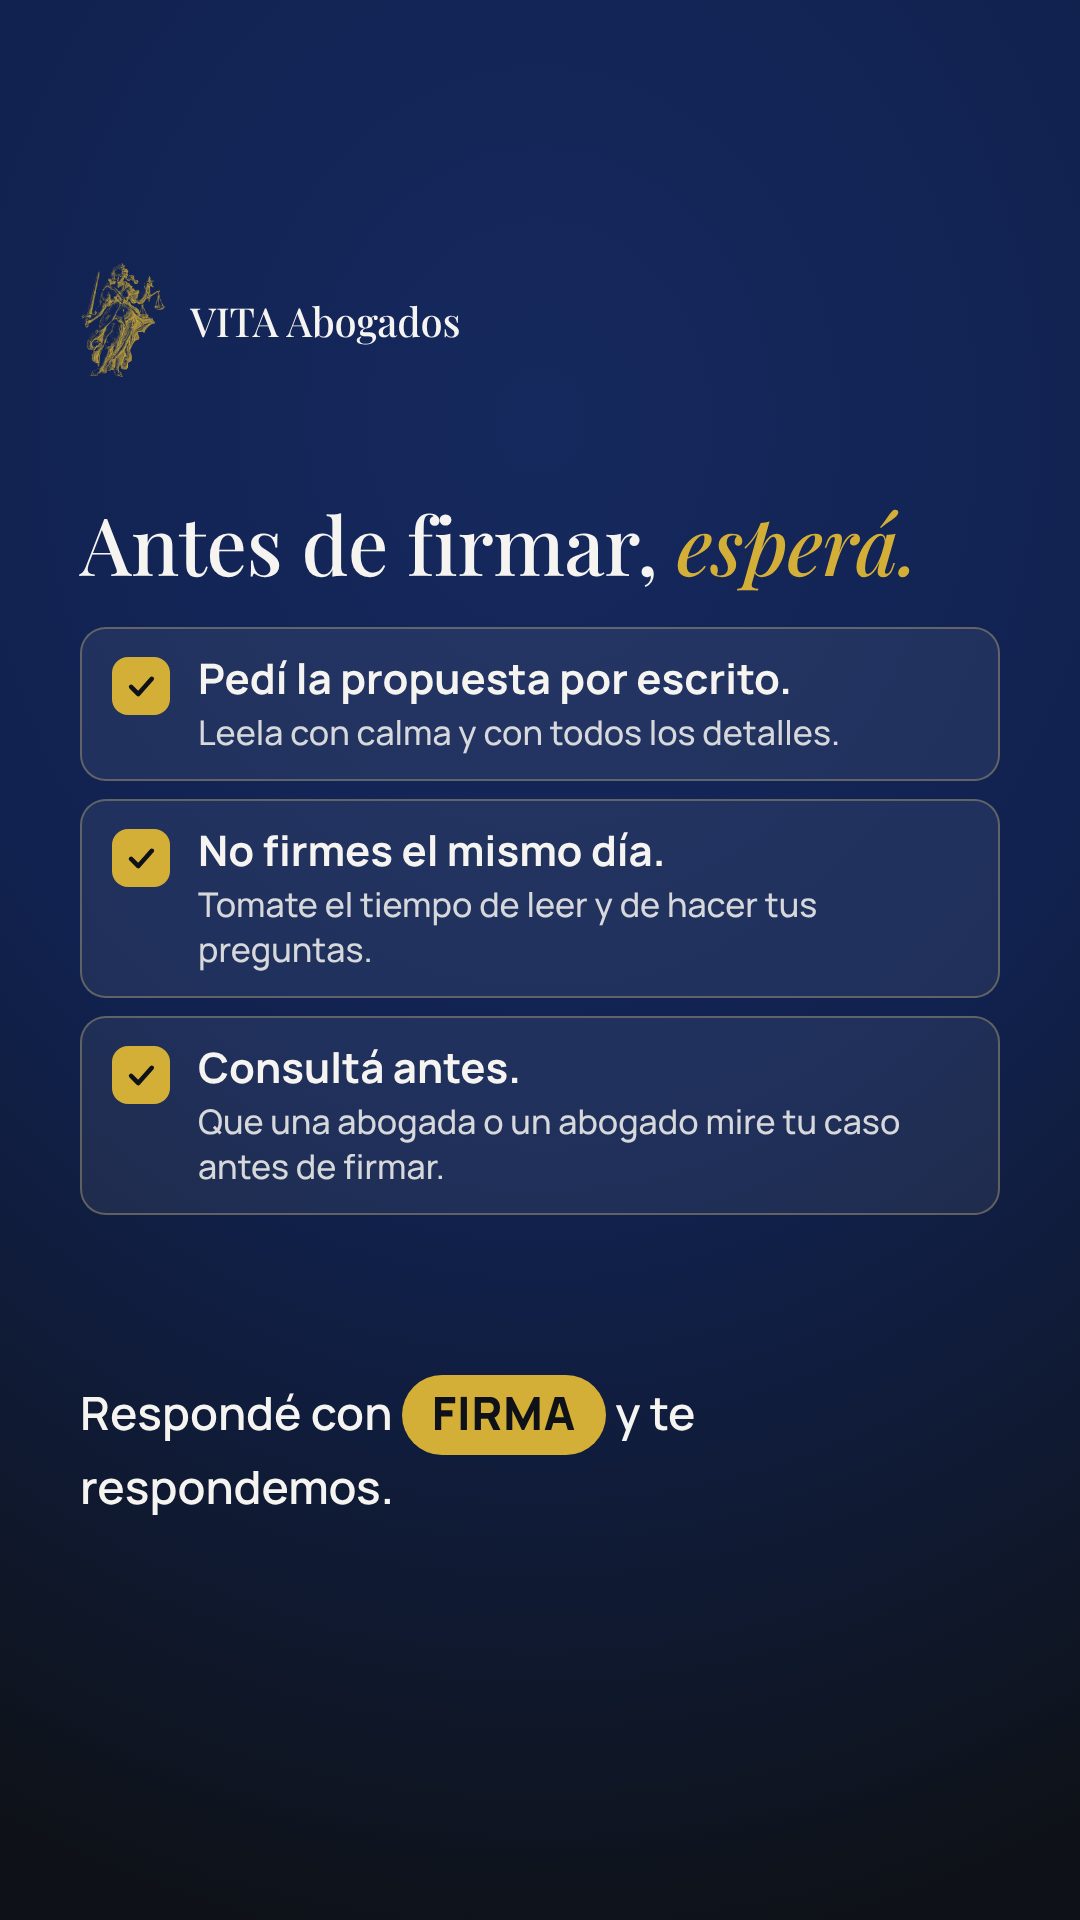 VITA Abogados
Antes de firmar, esperá.
Pedí la propuesta por escrito.
Leela con calma y con todos los detalles.
No firmes el mismo día.
Tomate el tiempo de leer y de hacer tus
preguntas.
Consultá antes.
Que una abogada o un abogado mire tu caso
antes de firmar.
Respondé con FIRMA y te
respondemos.